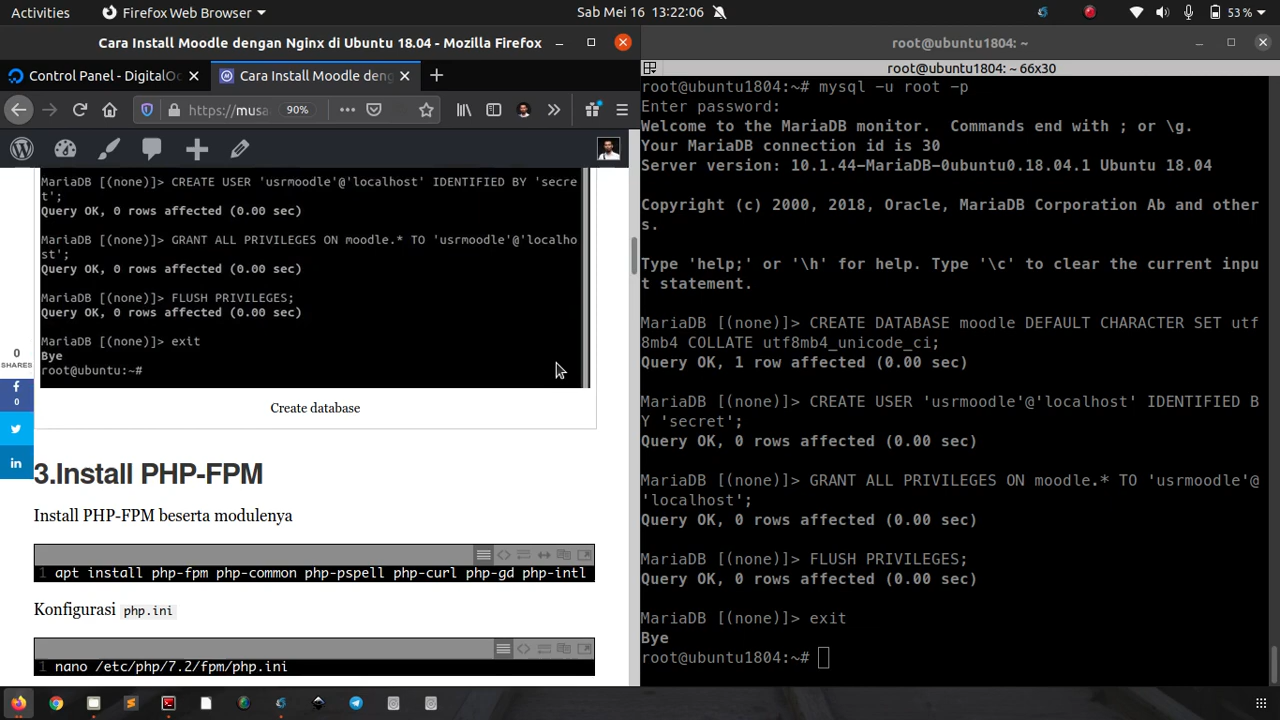 Activities
Firefox Web Browser
Sab Mei 16 13:22:06
53 %
Cara Install Moodle dengan Nginx di Ubuntu 18.04 - Mozilla Firefox
Control Panel - DigitalOc
Cara Install Moodle deng
https://musa
90%
MariaDB [(none)]> CREATE USER 'usrmoodle'@'localhost' IDENTIFIED BY 'secre
t';
Query OK, 0 rows affected (0.00 sec)
MariaDB [(none)]> GRANT ALL PRIVILEGES ON moodle.* TO 'usrmoodle'@'localho
st';
Query OK, 0 rows affected (0.00 sec)
MariaDB [(none)]> FLUSH PRIVILEGES;
Query OK, 0 rows affected (0.00 sec)
MariaDB [(none)]> exit
Bye
root@ubuntu:~#
0
SHARES
0
Create database
3.Install PHP-FPM
Install PHP-FPM beserta modulenya
1 apt install php-fpm php-common php-pspell php-curl php-gd php-intl
Konfigurasi php.ini
1 nano /etc/php/7.2/fpm/php.ini
root@ubuntu1804: ~
root@ubuntu1804: ~ 66x30
root@ubuntu1804:~# mysql -u root -p
Enter password:
Welcome to the MariaDB monitor.  Commands end with ; or \g.
Your MariaDB connection id is 30
Server version: 10.1.44-MariaDB-0ubuntu0.18.04.1 Ubuntu 18.04
Copyright (c) 2000, 2018, Oracle, MariaDB Corporation Ab and other
s.
Type 'help;' or '\h' for help. Type '\c' to clear the current inpu
t statement.
MariaDB [(none)]> CREATE DATABASE moodle DEFAULT CHARACTER SET utf
8mb4 COLLATE utf8mb4_unicode_ci;
Query OK, 1 row affected (0.00 sec)
MariaDB [(none)]> CREATE USER 'usrmoodle'@'localhost' IDENTIFIED B
Y 'secret';
Query OK, 0 rows affected (0.00 sec)
MariaDB [(none)]> GRANT ALL PRIVILEGES ON moodle.* TO 'usrmoodle'@
'localhost';
Query OK, 0 rows affected (0.00 sec)
MariaDB [(none)]> FLUSH PRIVILEGES;
Query OK, 0 rows affected (0.00 sec)
MariaDB [(none)]> exit
Bye
root@ubuntu1804:~#